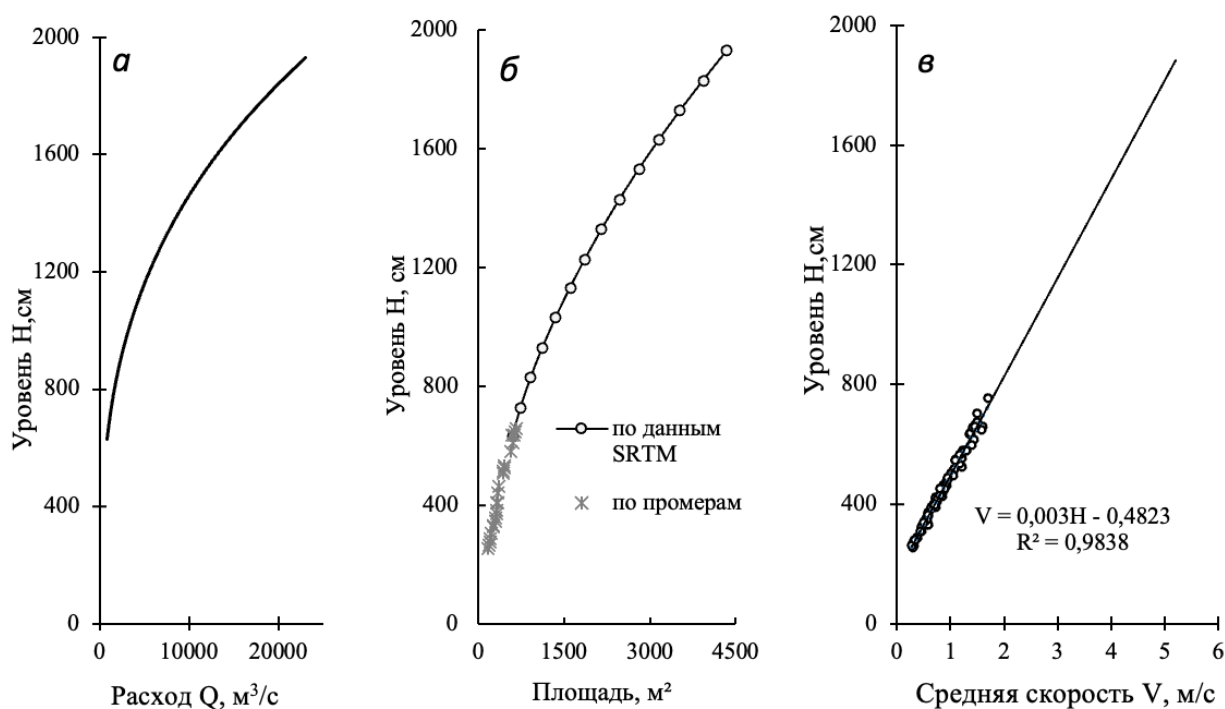 а
2000
1600
1200
800
400
0
Уровень Н,см
0 10000 20000
Расход Q, м³/с
б
2000
1600
1200
800
400
0
Уровень Н, см
по данным
SRTM
по промерам
0 1500 3000 4500
Площадь, м²
в
2000
1600
1200
800
400
0
Уровень Н,см
V = 0,003H - 0,4823
R² = 0,9838
0 1 2 3 4 5 6
Средняя скорость V, м/с